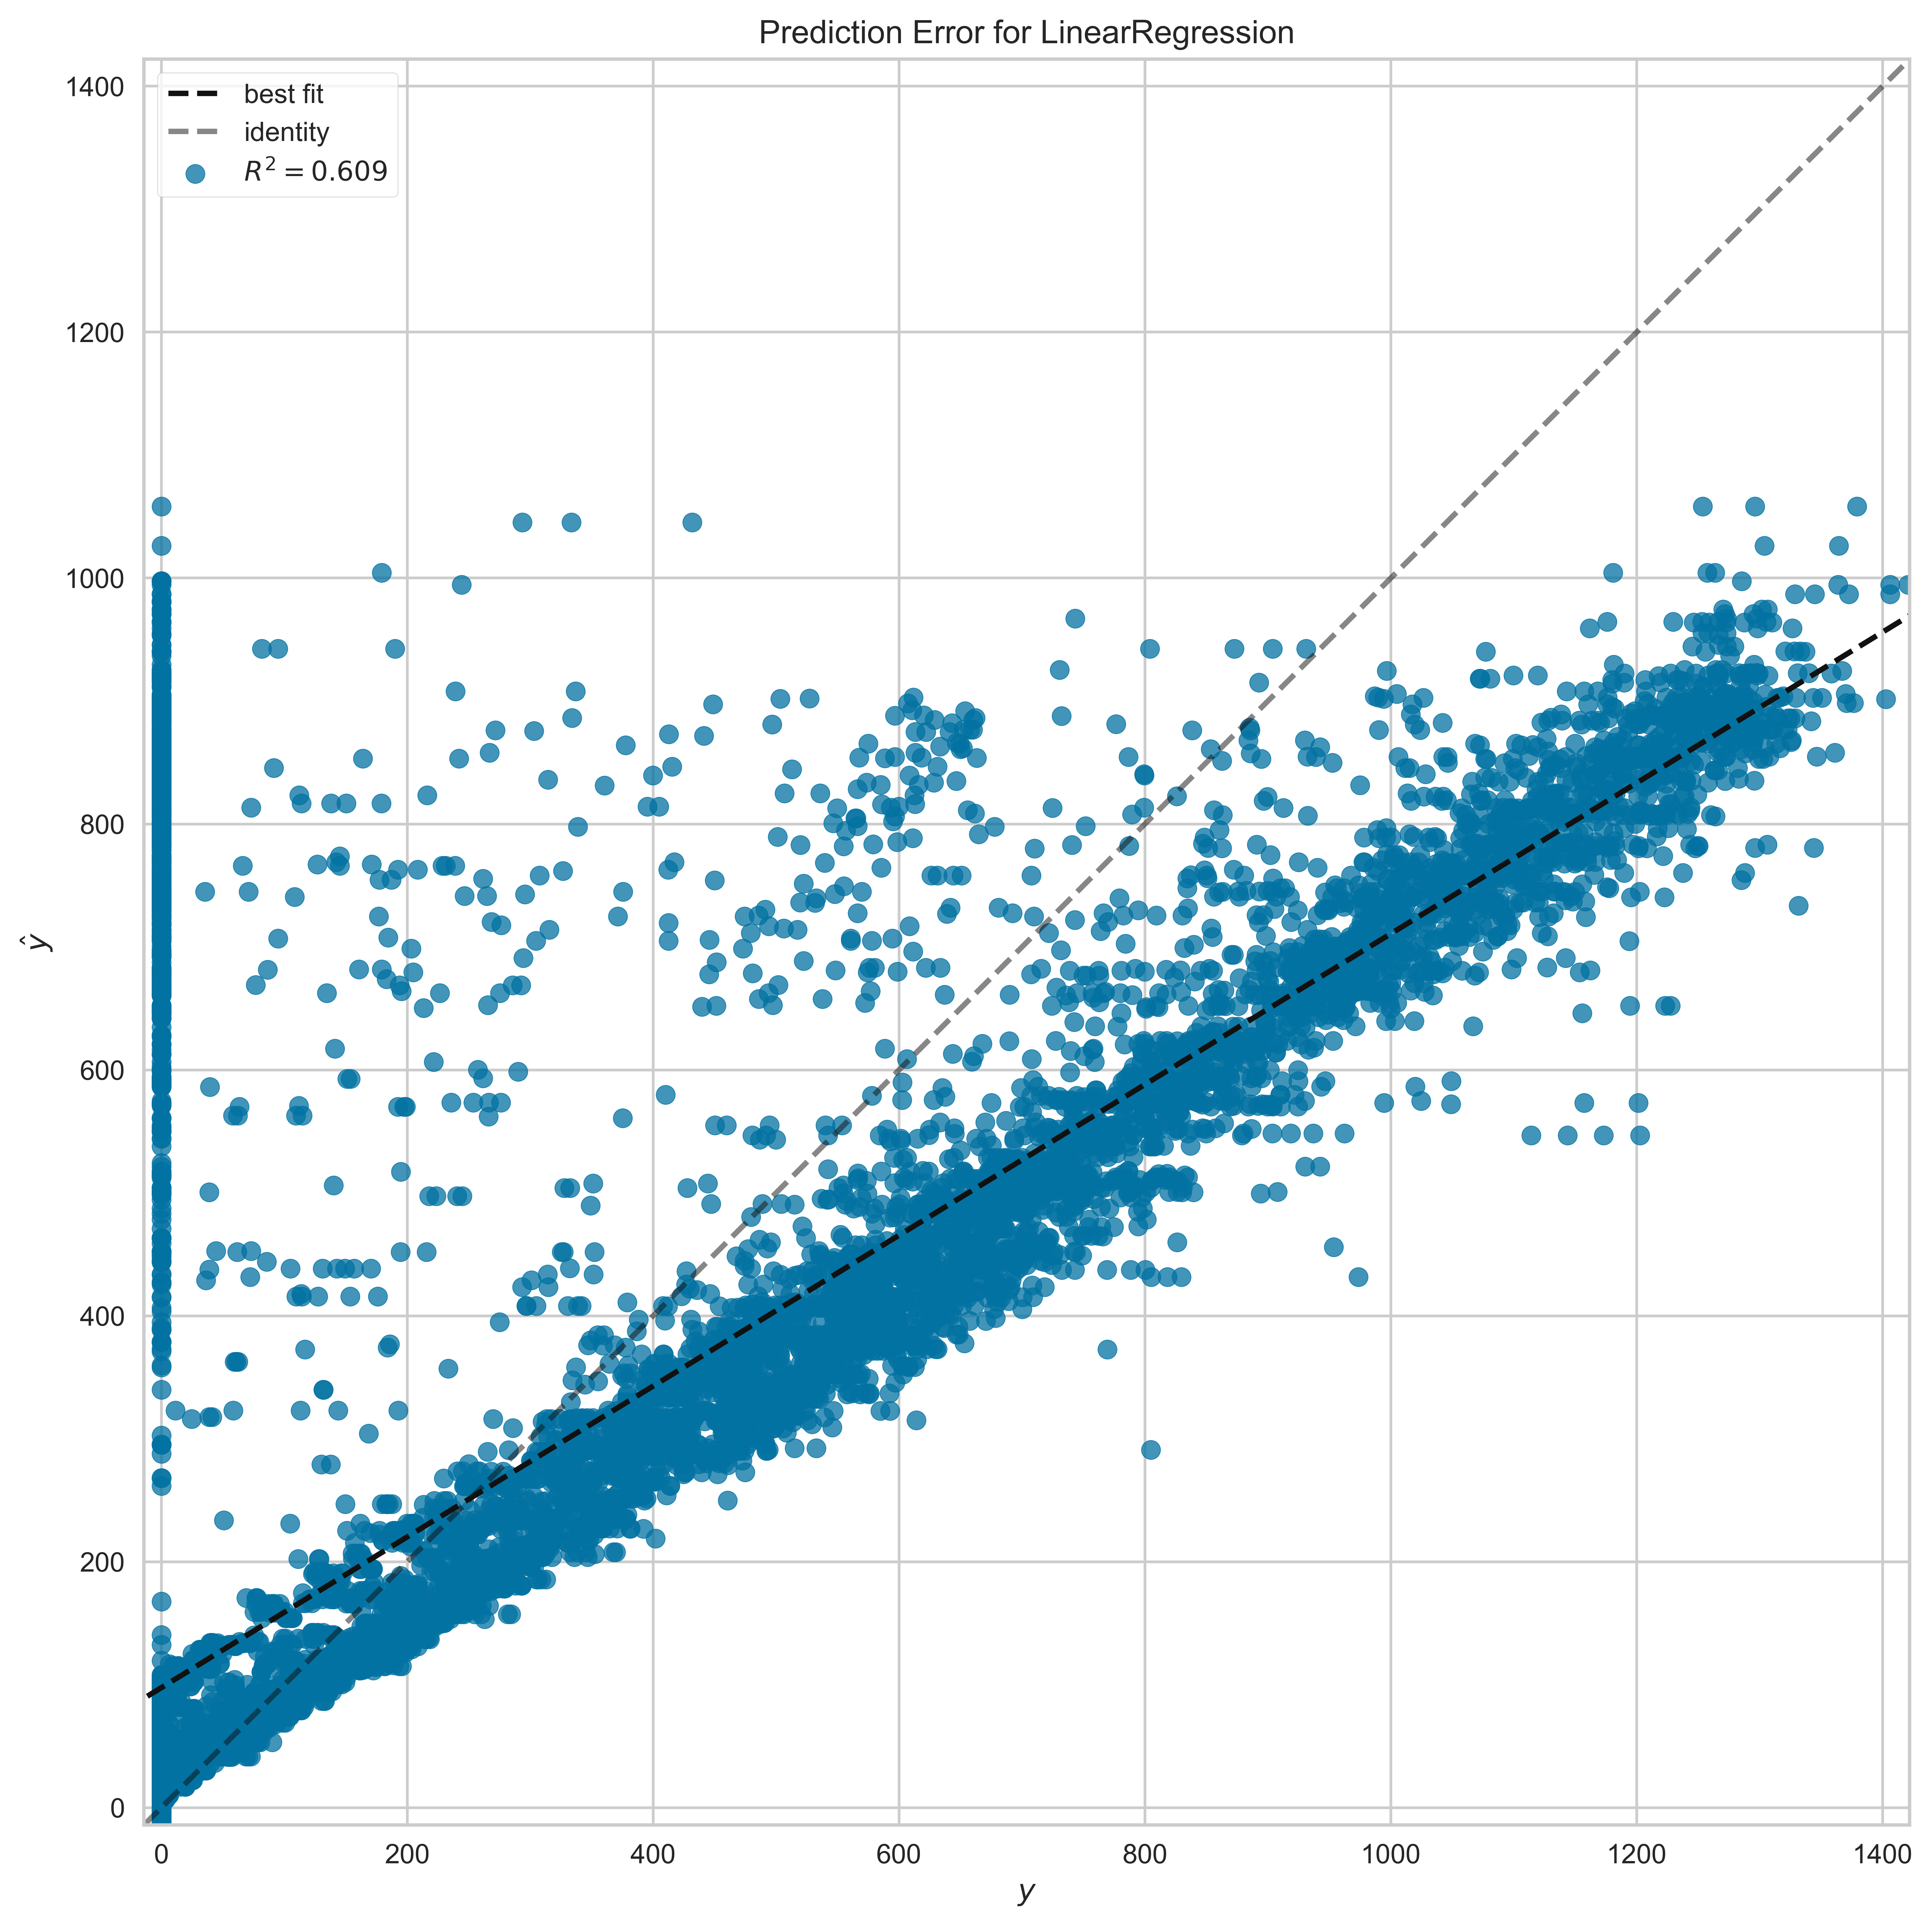 Prediction Error for LinearRegression
best fit
identity
R² = 0.609
1400
1200
1000
800
600
400
200
0
ŷ
0 200 400 600 800 1000 1200 1400
y